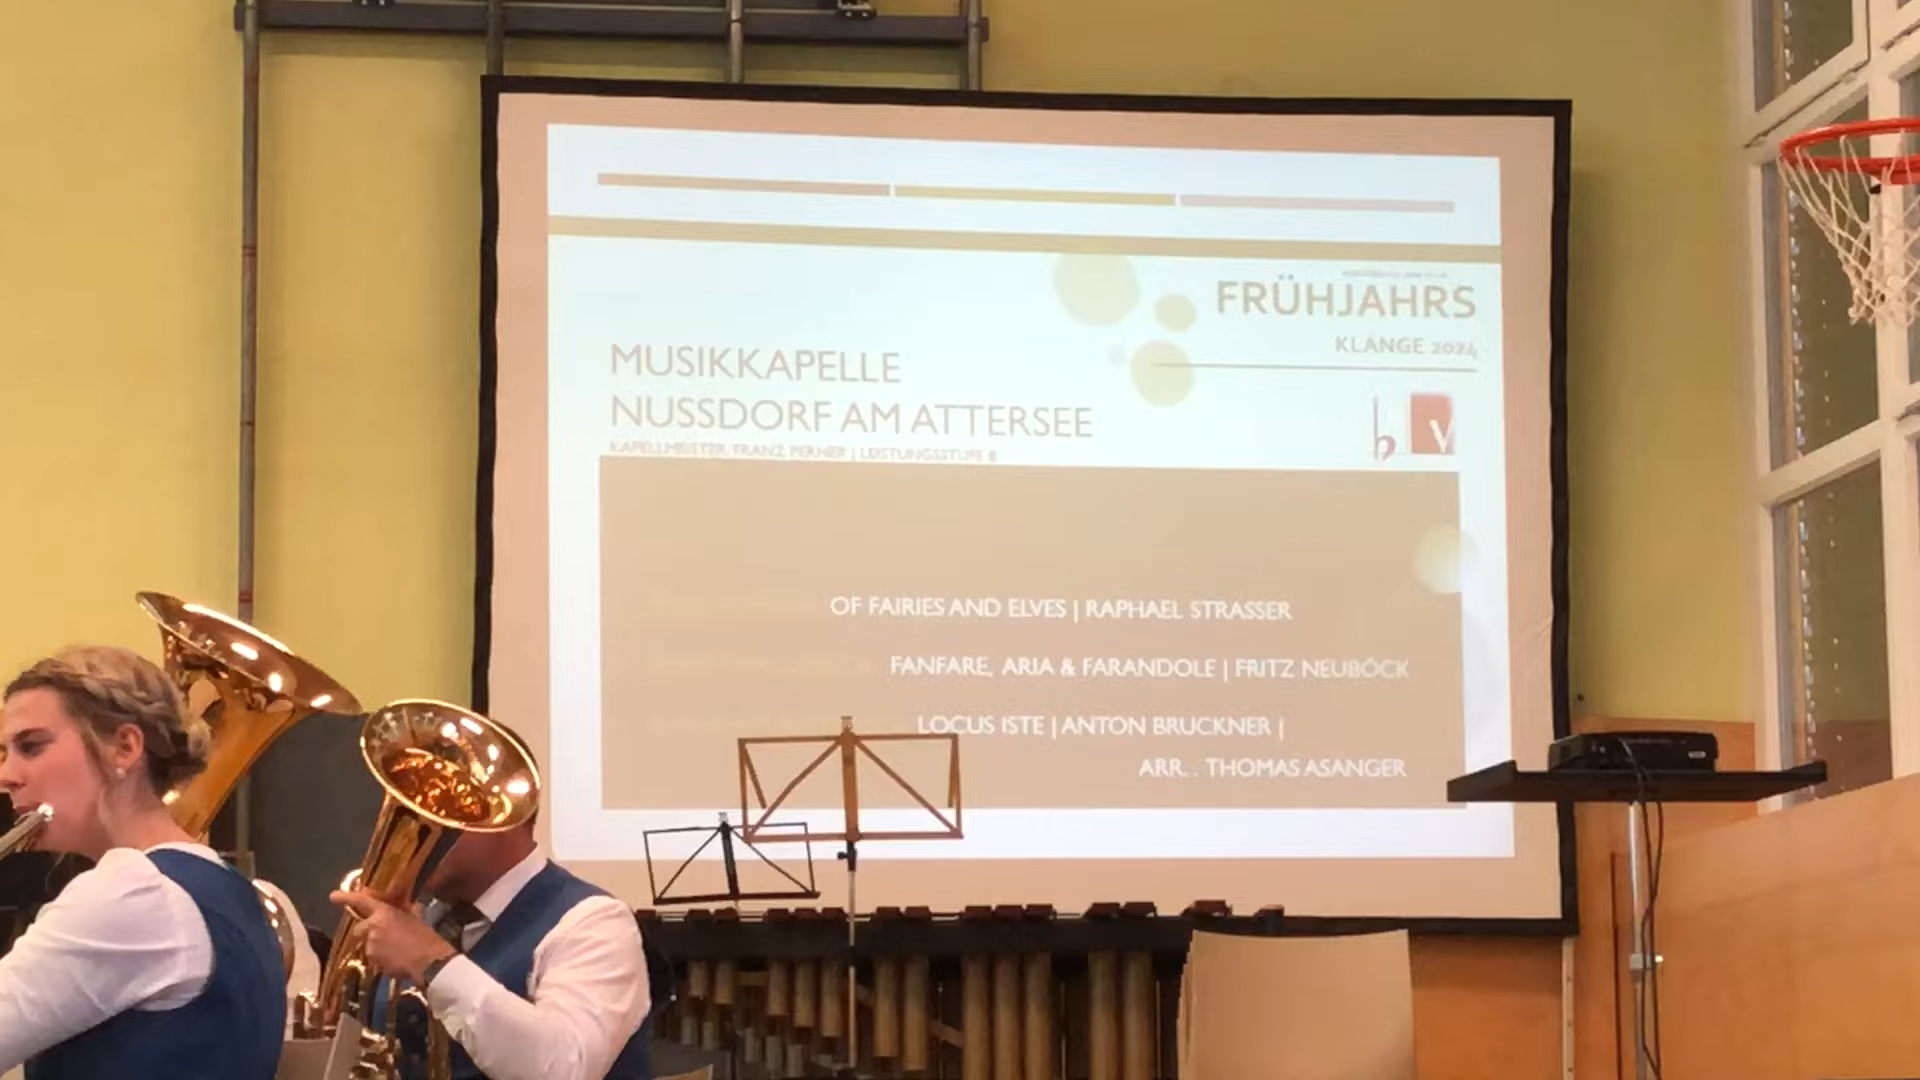 FRÜHJAHRS
KLÄNGE 2024
MUSIKKAPELLE
NUSSDORF AM ATTERSEE
KAPELLMEISTER: FRANZ PERNER | LEISTUNGSSTUFE B
b v
OF FAIRIES AND ELVES | RAPHAEL STRASSER
FANFARE, ARIA & FARANDOLE | FRITZ NEUBÖCK
LOCUS ISTE | ANTON BRUCKNER |
ARR.. THOMAS ASANGER